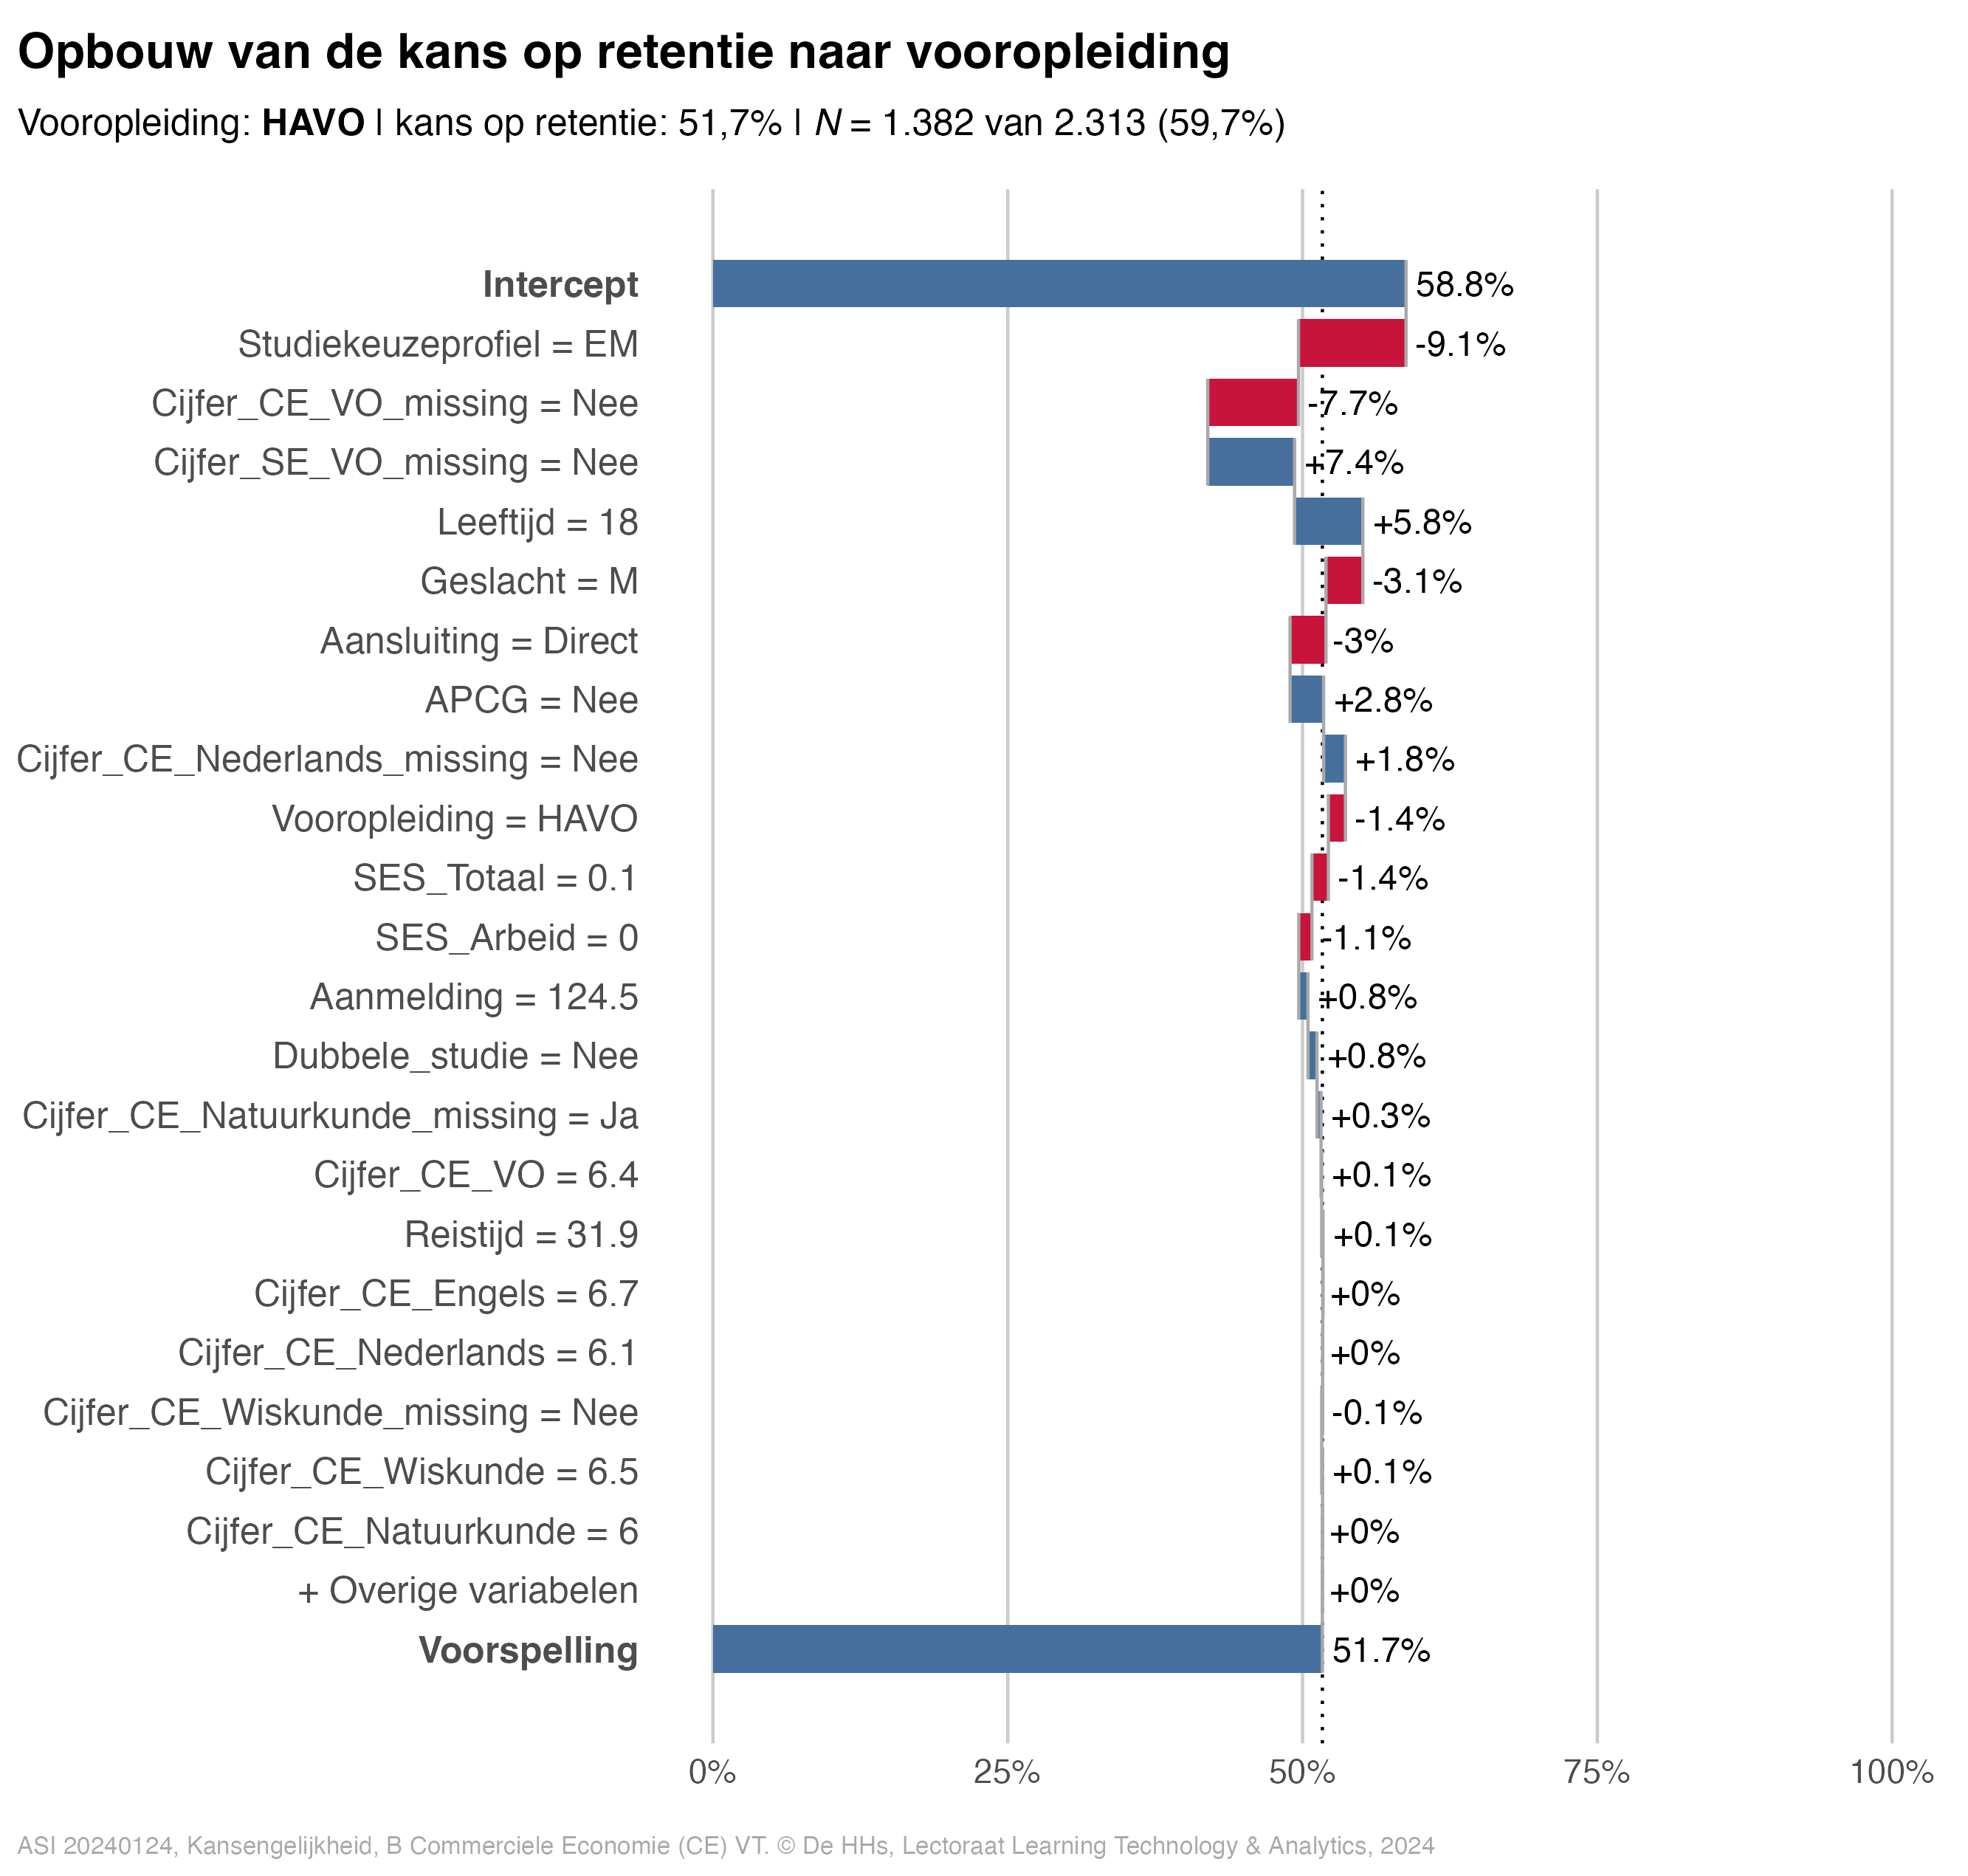 Opbouw van de kans op retentie naar vooropleiding
Vooropleiding: HAVO | kans op retentie: 51,7% | N = 1.382 van 2.313 (59,7%)
Intercept 58.8%
Studiekeuzeprofiel = EM -9.1%
Cijfer_CE_VO_missing = Nee -7.7%
Cijfer_SE_VO_missing = Nee +7.4%
Leeftijd = 18 +5.8%
Geslacht = M -3.1%
Aansluiting = Direct -3%
APCG = Nee +2.8%
Cijfer_CE_Nederlands_missing = Nee +1.8%
Vooropleiding = HAVO -1.4%
SES_Totaal = 0.1 -1.4%
SES_Arbeid = 0 -1.1%
Aanmelding = 124.5 +0.8%
Dubbele_studie = Nee +0.8%
Cijfer_CE_Natuurkunde_missing = Ja +0.3%
Cijfer_CE_VO = 6.4 +0.1%
Reistijd = 31.9 +0.1%
Cijfer_CE_Engels = 6.7 +0%
Cijfer_CE_Nederlands = 6.1 +0%
Cijfer_CE_Wiskunde_missing = Nee -0.1%
Cijfer_CE_Wiskunde = 6.5 +0.1%
Cijfer_CE_Natuurkunde = 6 +0%
+ Overige variabelen +0%
Voorspelling 51.7%
0% 25% 50% 75% 100%
ASI 20240124, Kansengelijkheid, B Commerciele Economie (CE) VT. © De HHs, Lectoraat Learning Technology & Analytics, 2024